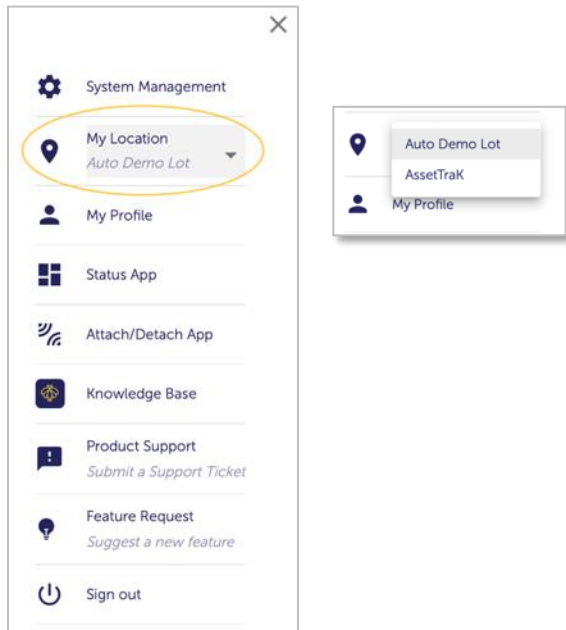 System Management
My Location
Auto Demo Lot
My Profile
Status App
Attach/Detach App
Knowledge Base
Product Support
Submit a Support Ticket
Feature Request
Suggest a new feature
Sign out
Auto Demo Lot
AssetTraK
My Profile